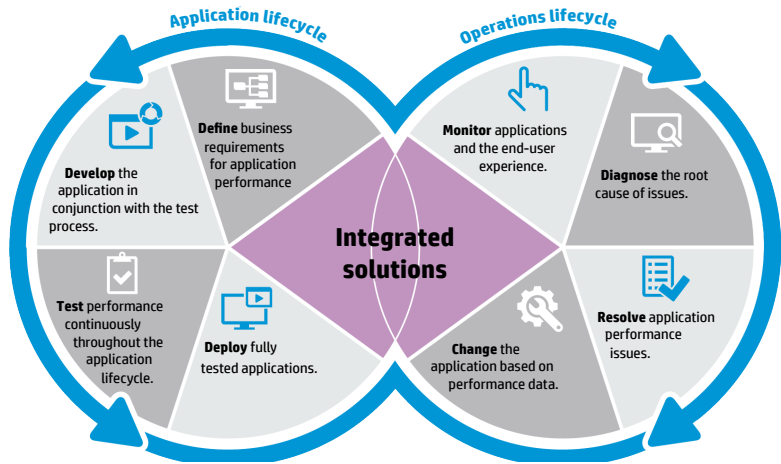 Application lifecycle
Operations lifecycle
Define business
requirements
for application
performance
Develop the
application in
conjunction with the test
process.
Test performance
continuously
throughout the
application
lifecycle.
Deploy fully
tested applications.
Integrated
solutions
Monitor applications
and the end-user
experience.
Diagnose the root
cause of issues.
Resolve application
performance
issues.
Change the
application based on
performance data.